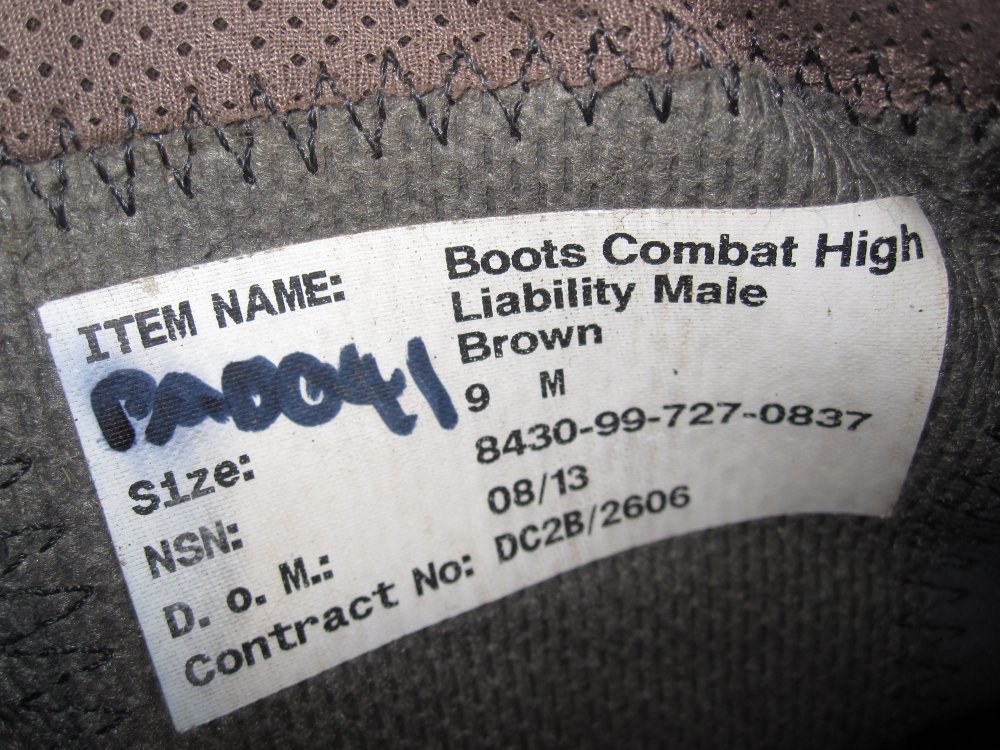 ITEM NAME: Boots Combat High
Liability Male
Brown
Size: 9 M
NSN: 8430-99-727-0837
D. o. M.: 08/13
Contract No: DC2B/2606